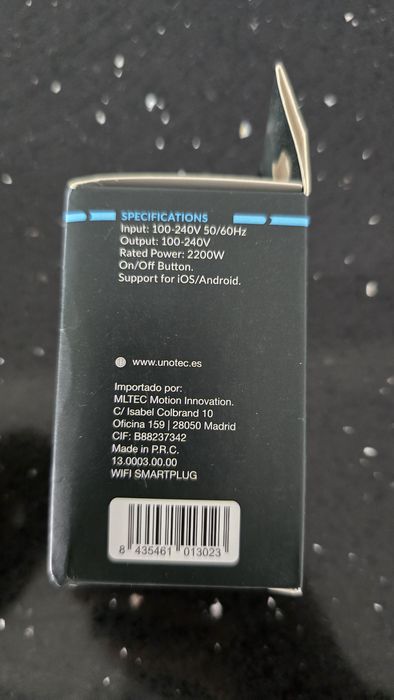 SPECIFICATIONS
Input: 100-240V 50/60Hz
Output: 100-240V
Rated Power: 2200W
On/Off Button.
Support for iOS/Android.
www.unotec.es
Importado por:
MLTEC Motion Innovation.
C/ Isabel Colbrand 10
Oficina 159 | 28050 Madrid
CIF: B88237342
Made in P.R.C.
13.0003.00.00
WIFI SMARTPLUG
8 435461 013023